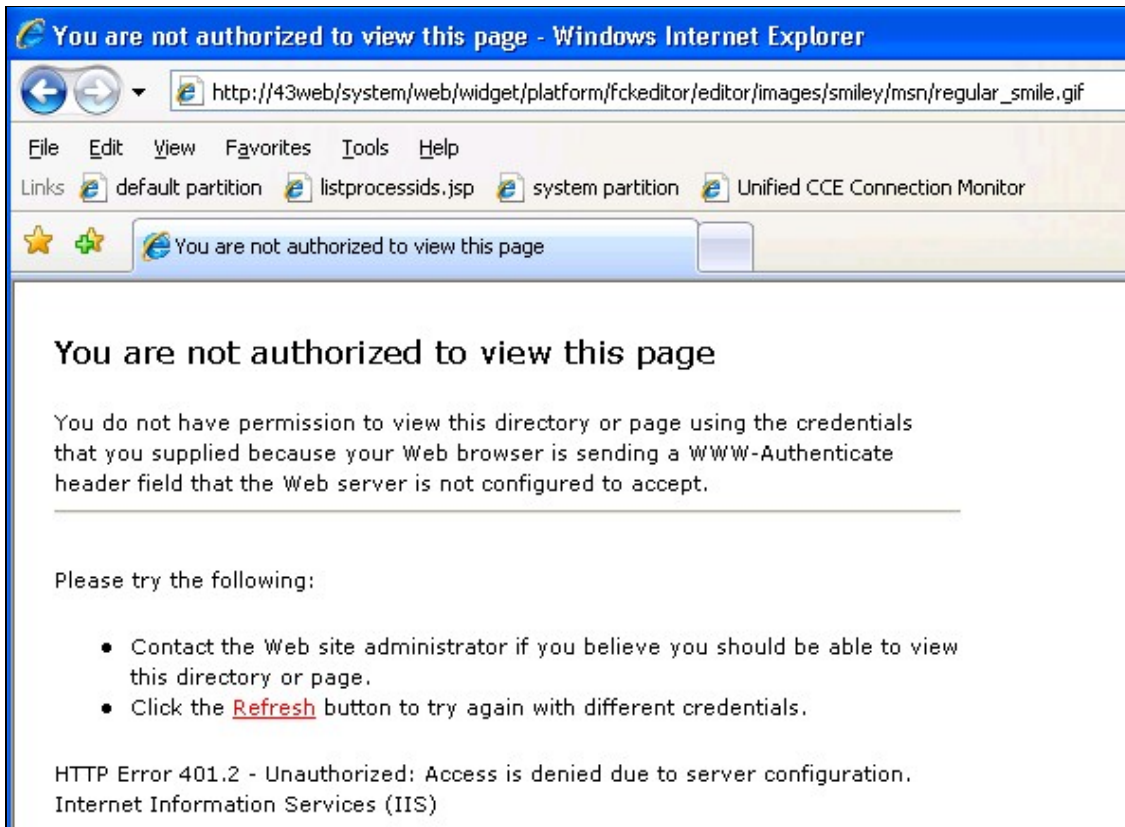 You are not authorized to view this page - Windows Internet Explorer
http://43web/system/web/widget/platform/fckeditor/editor/images/smiley/msn/regular_smile.gif
File Edit View Favorites Tools Help
Links default partition listprocessids.jsp system partition Unified CCE Connection Monitor
You are not authorized to view this page
You are not authorized to view this page
You do not have permission to view this directory or page using the credentials
that you supplied because your Web browser is sending a WWW-Authenticate
header field that the Web server is not configured to accept.
Please try the following:
● Contact the Web site administrator if you believe you should be able to view
this directory or page.
● Click the Refresh button to try again with different credentials.
HTTP Error 401.2 - Unauthorized: Access is denied due to server configuration.
Internet Information Services (IIS)